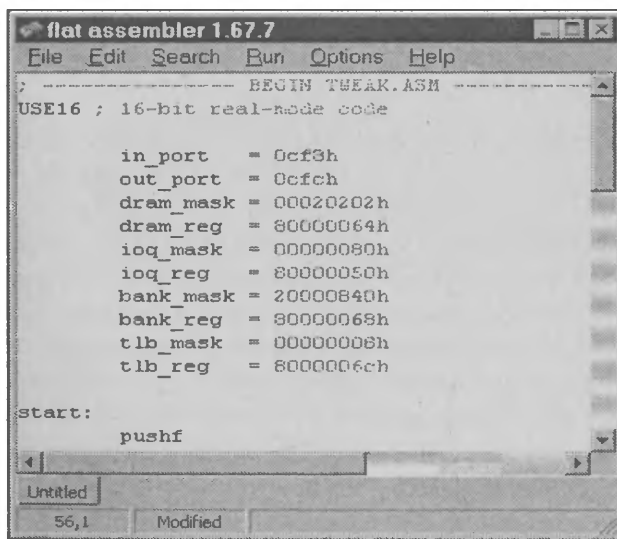 flat assembler 1.67.7
File Edit Search Run Options Help
; --------------- BEGIN TWEAK.ASM ---------------
USE16 ; 16-bit real-mode code
in_port = 0cf8h
out_port = 0cfch
dram_mask = 00020202h
dram_reg = 80000064h
ioq_mask = 00000080h
ioq_reg = 80000050h
bank_mask = 20000840h
bank_reg = 80000068h
tlb_mask = 00000008h
tlb_reg = 8000006ch
start:
pushf
Untitled
56,1 Modified